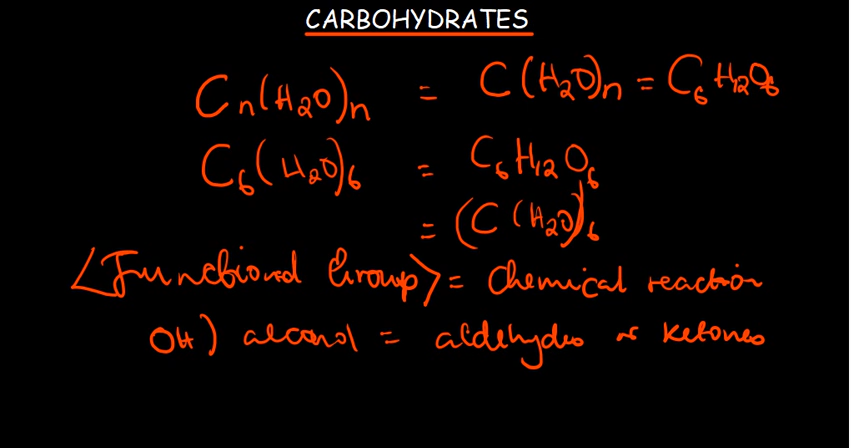 CARBOHYDRATES
Cn(H2O)n = C(H2O)n = C6H12O6
C6(H2O)6 = C6H12O6
= (C(H2O)6
<Functional Group> = Chemical reaction
OH) alcohol = aldehydes ketones